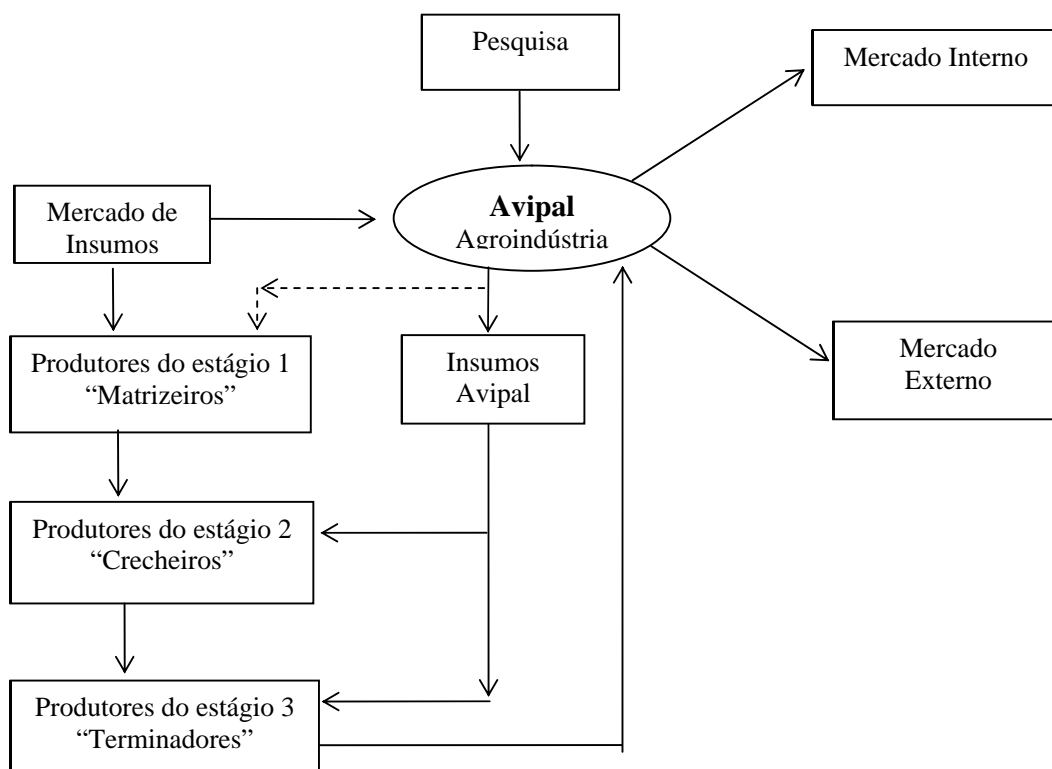 Pesquisa
Mercado Interno
Mercado de
Insumos
Avipal
Agroindústria
Mercado
Externo
Produtores do estágio 1
“Matrizeiros”
Insumos
Avipal
Produtores do estágio 2
“Crecheiros”
Produtores do estágio 3
“Terminadores”